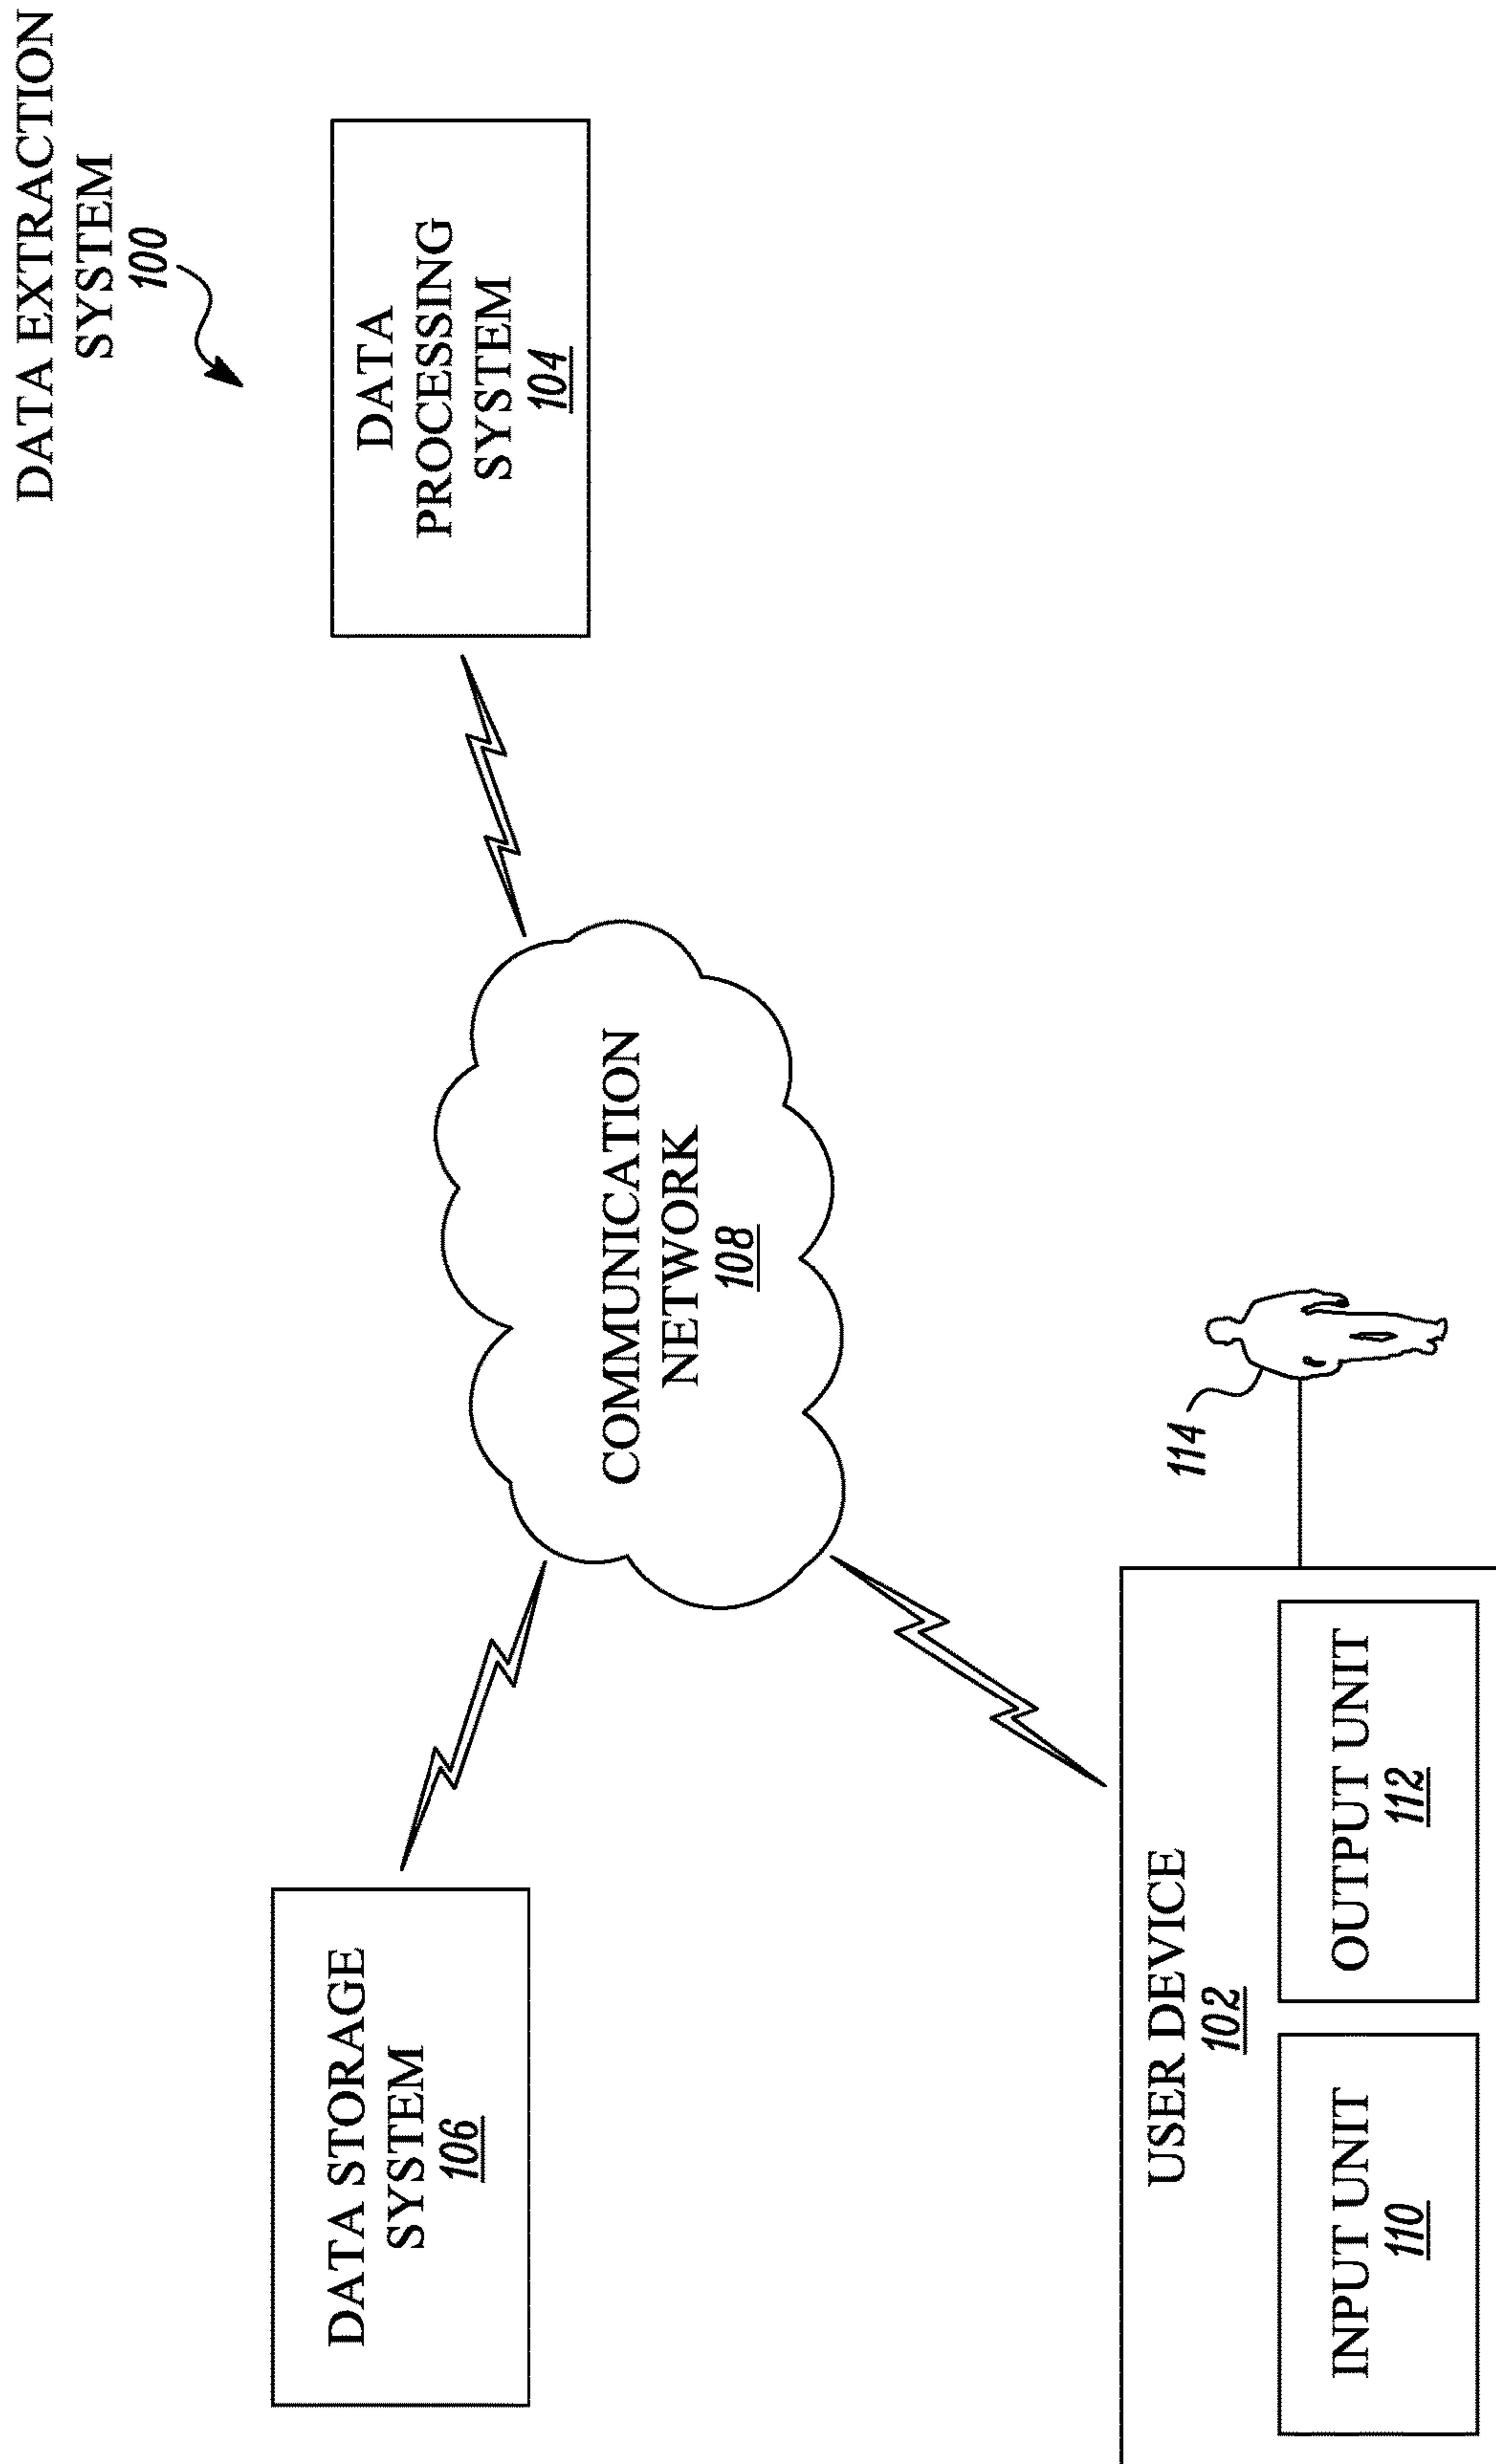 DATA EXTRACTION
SYSTEM
100
DATA STORAGE
SYSTEM
106
DATA
PROCESSING
SYSTEM
104
COMMUNICATION
NETWORK
108
USER DEVICE
102
INPUT UNIT
110
OUTPUT UNIT
112
114